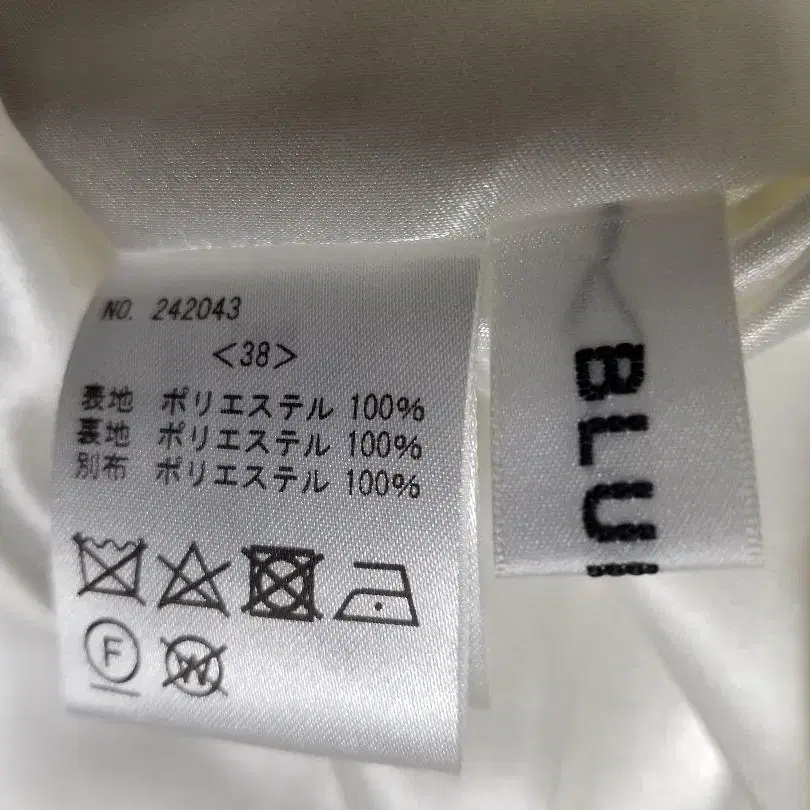 NO. 242043
<38>
表地 ポリエステル 100%
裏地 ポリエステル 100%
別布 ポリエステル 100%
F
W
BLU